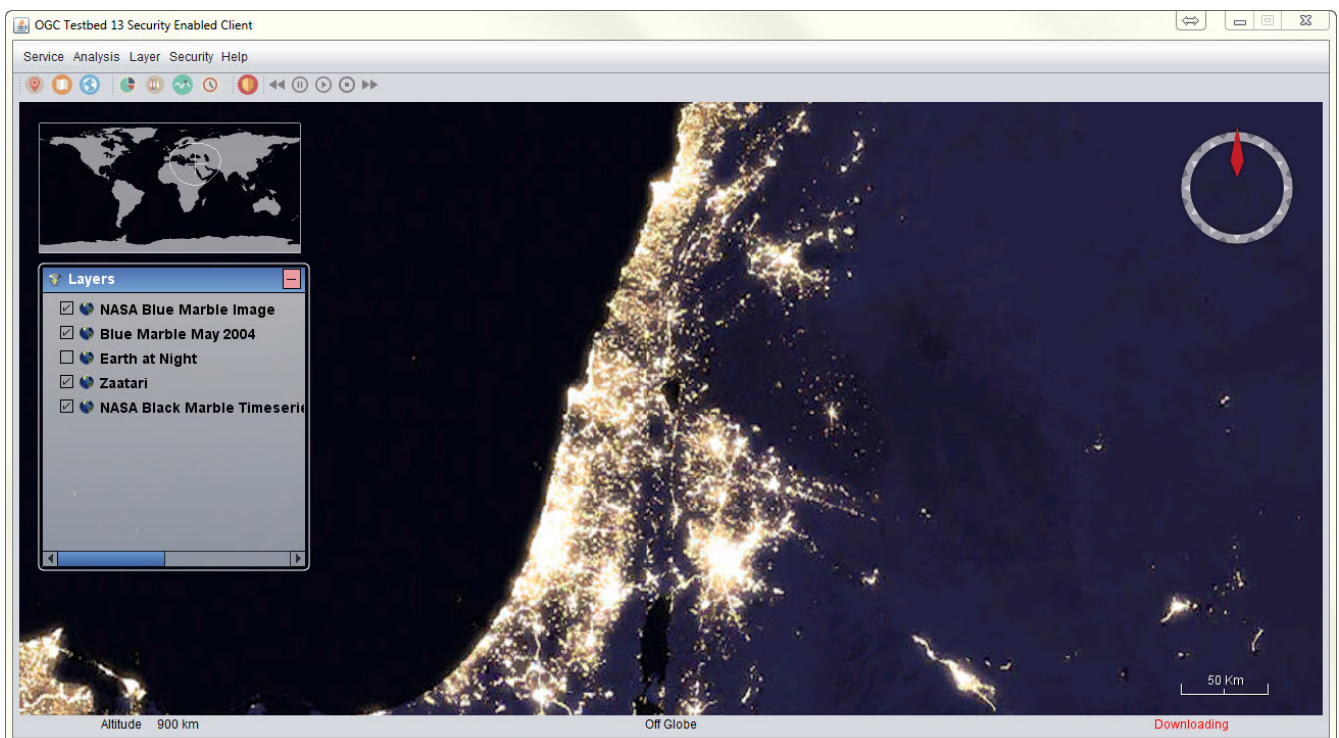 OGC Testbed 13 Security Enabled Client
Service Analysis Layer Security Help
Layers
NASA Blue Marble Image
Blue Marble May 2004
Earth at Night
Zaatari
NASA Black Marble Timeserie
50 Km
Altitude 900 km Off Globe Downloading